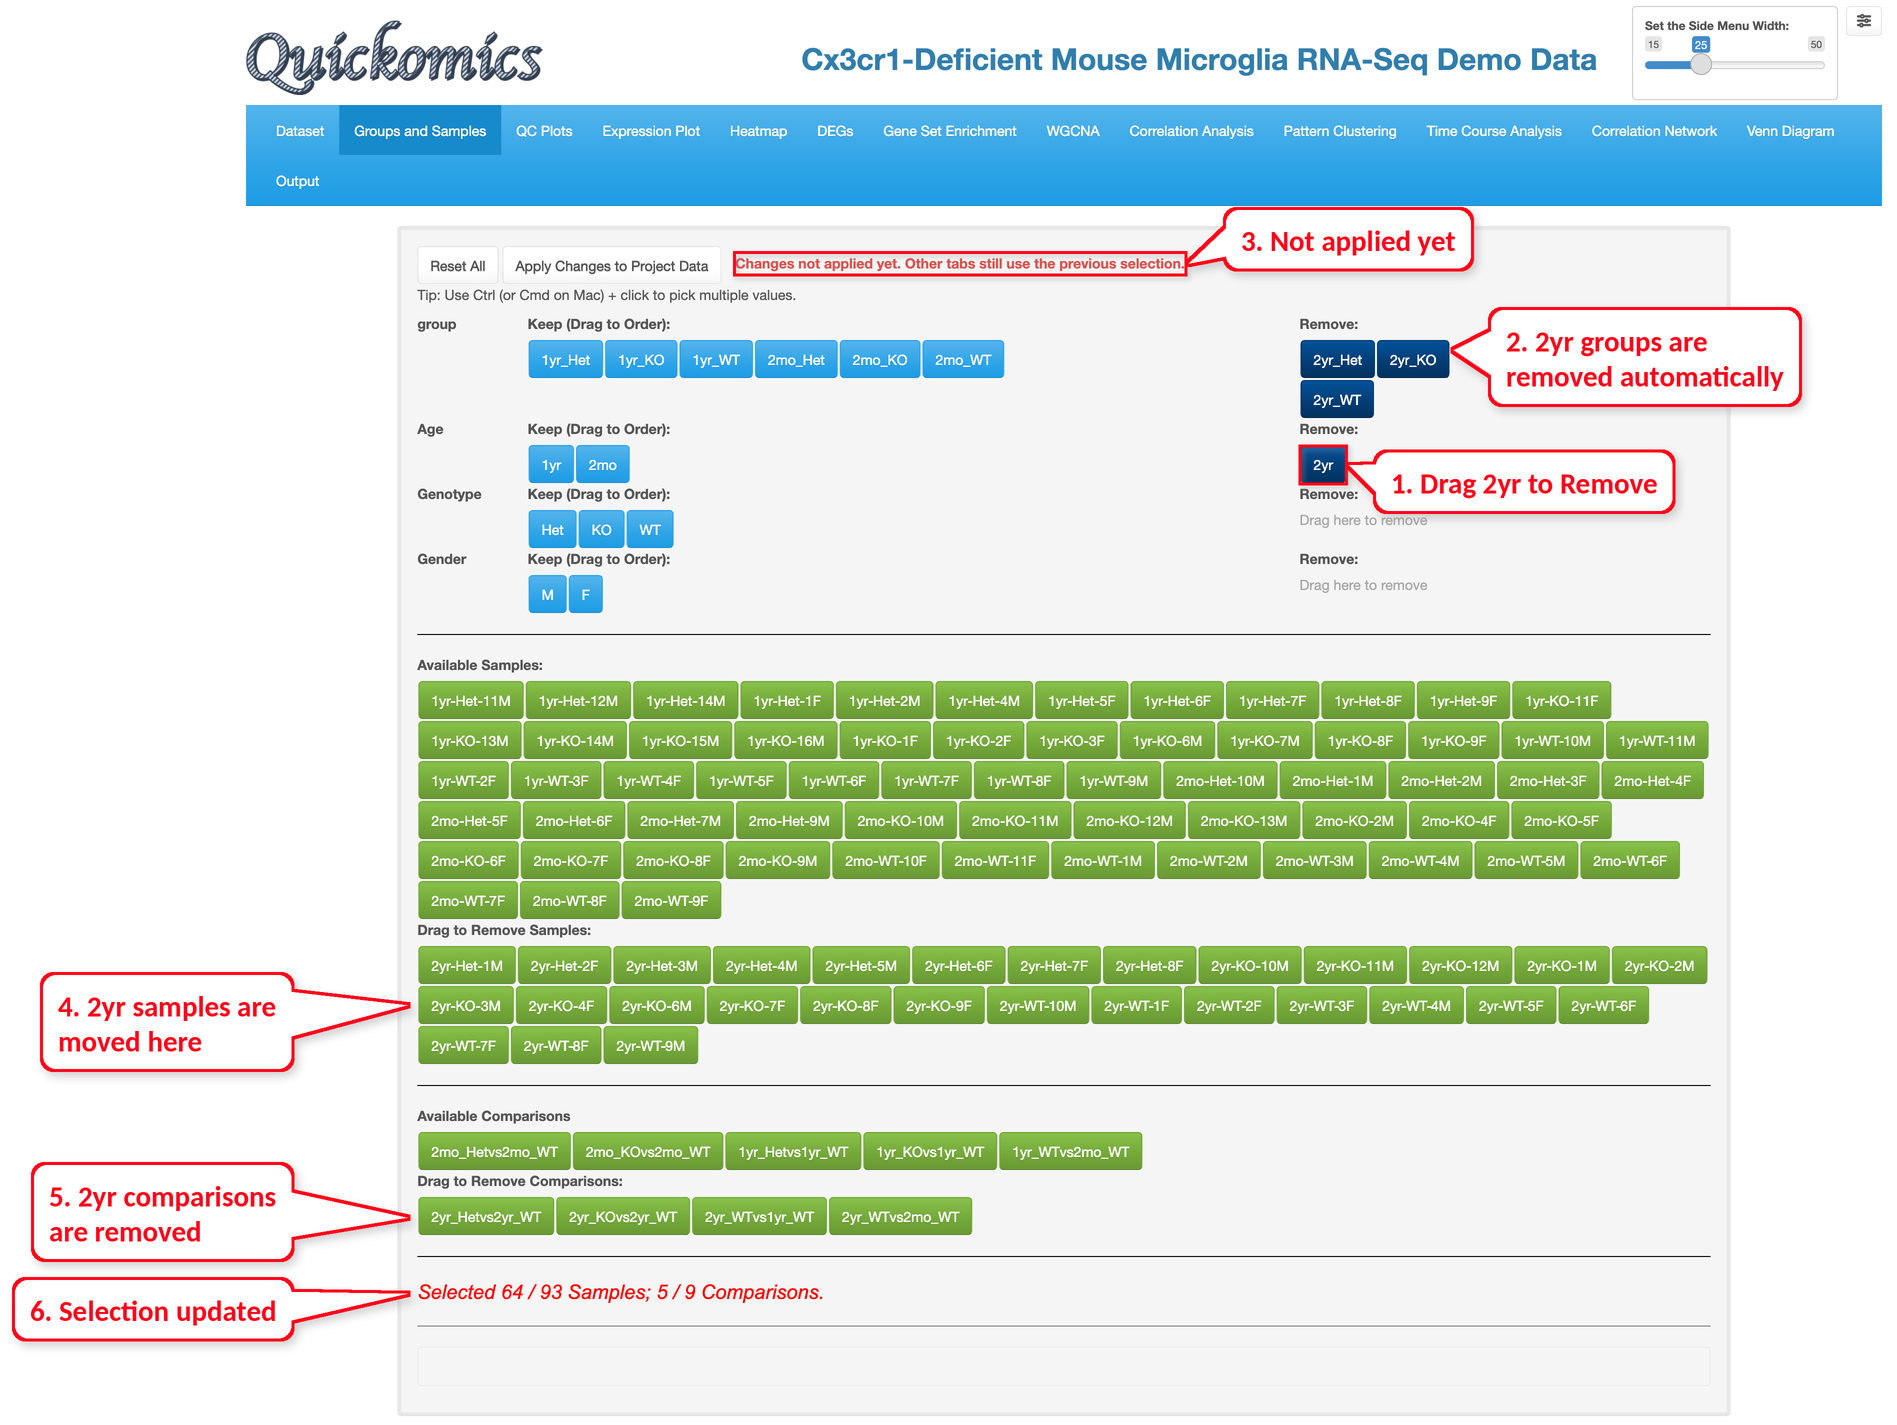 Quickomics
Cx3cr1-Deficient Mouse Microglia RNA-Seq Demo Data
Set the Side Menu Width:
15 25 50
Dataset Groups and Samples QC Plots Expression Plot Heatmap DEGs Gene Set Enrichment WGCNA Correlation Analysis Pattern Clustering Time Course Analysis Correlation Network Venn Diagram
Output
3. Not applied yet
Reset All Apply Changes to Project Data Changes not applied yet. Other tabs still use the previous selection.
Tip: Use Ctrl (or Cmd on Mac) + click to pick multiple values.
group Keep (Drag to Order): Remove:
1yr_Het 1yr_KO 1yr_WT 2mo_Het 2mo_KO 2mo_WT 2yr_Het 2yr_KO
2yr_WT
2. 2yr groups are
removed automatically
Age Keep (Drag to Order): Remove:
1yr 2mo 2yr
1. Drag 2yr to Remove
Genotype Keep (Drag to Order): Remove:
Het KO WT Drag here to remove
Gender Keep (Drag to Order): Remove:
M F Drag here to remove
Available Samples:
1yr-Het-11M 1yr-Het-12M 1yr-Het-14M 1yr-Het-1F 1yr-Het-2M 1yr-Het-4M 1yr-Het-5F 1yr-Het-6F 1yr-Het-7F 1yr-Het-8F 1yr-Het-9F 1yr-KO-11F
1yr-KO-13M 1yr-KO-14M 1yr-KO-15M 1yr-KO-16M 1yr-KO-1F 1yr-KO-2F 1yr-KO-3F 1yr-KO-6M 1yr-KO-7M 1yr-KO-8F 1yr-KO-9F 1yr-WT-10M 1yr-WT-11M
1yr-WT-2F 1yr-WT-3F 1yr-WT-4F 1yr-WT-5F 1yr-WT-6F 1yr-WT-7F 1yr-WT-8F 1yr-WT-9M 2mo-Het-10M 2mo-Het-1M 2mo-Het-2M 2mo-Het-3F 2mo-Het-4F
2mo-Het-5F 2mo-Het-6F 2mo-Het-7M 2mo-Het-9M 2mo-KO-10M 2mo-KO-11M 2mo-KO-12M 2mo-KO-13M 2mo-KO-2M 2mo-KO-4F 2mo-KO-5F
2mo-KO-6F 2mo-KO-7F 2mo-KO-8F 2mo-KO-9M 2mo-WT-10F 2mo-WT-11F 2mo-WT-1M 2mo-WT-2M 2mo-WT-3M 2mo-WT-4M 2mo-WT-5M 2mo-WT-6F
2mo-WT-7F 2mo-WT-8F 2mo-WT-9F
Drag to Remove Samples:
2yr-Het-1M 2yr-Het-2F 2yr-Het-3M 2yr-Het-4M 2yr-Het-5M 2yr-Het-6F 2yr-Het-7F 2yr-Het-8F 2yr-KO-10M 2yr-KO-11M 2yr-KO-12M 2yr-KO-1M 2yr-KO-2M
2yr-KO-3M 2yr-KO-4F 2yr-KO-6M 2yr-KO-7F 2yr-KO-8F 2yr-KO-9F 2yr-WT-10M 2yr-WT-1F 2yr-WT-2F 2yr-WT-3F 2yr-WT-4M 2yr-WT-5F 2yr-WT-6F
2yr-WT-7F 2yr-WT-8F 2yr-WT-9M
4. 2yr samples are
moved here
Available Comparisons
2mo_Hetvs2mo_WT 2mo_KOvs2mo_WT 1yr_Hetvs1yr_WT 1yr_KOvs1yr_WT 1yr_WTvs2mo_WT
Drag to Remove Comparisons:
2yr_Hetvs2yr_WT 2yr_KOvs2yr_WT 2yr_WTvs1yr_WT 2yr_WTvs2mo_WT
5. 2yr comparisons
are removed
Selected 64 / 93 Samples; 5 / 9 Comparisons.
6. Selection updated